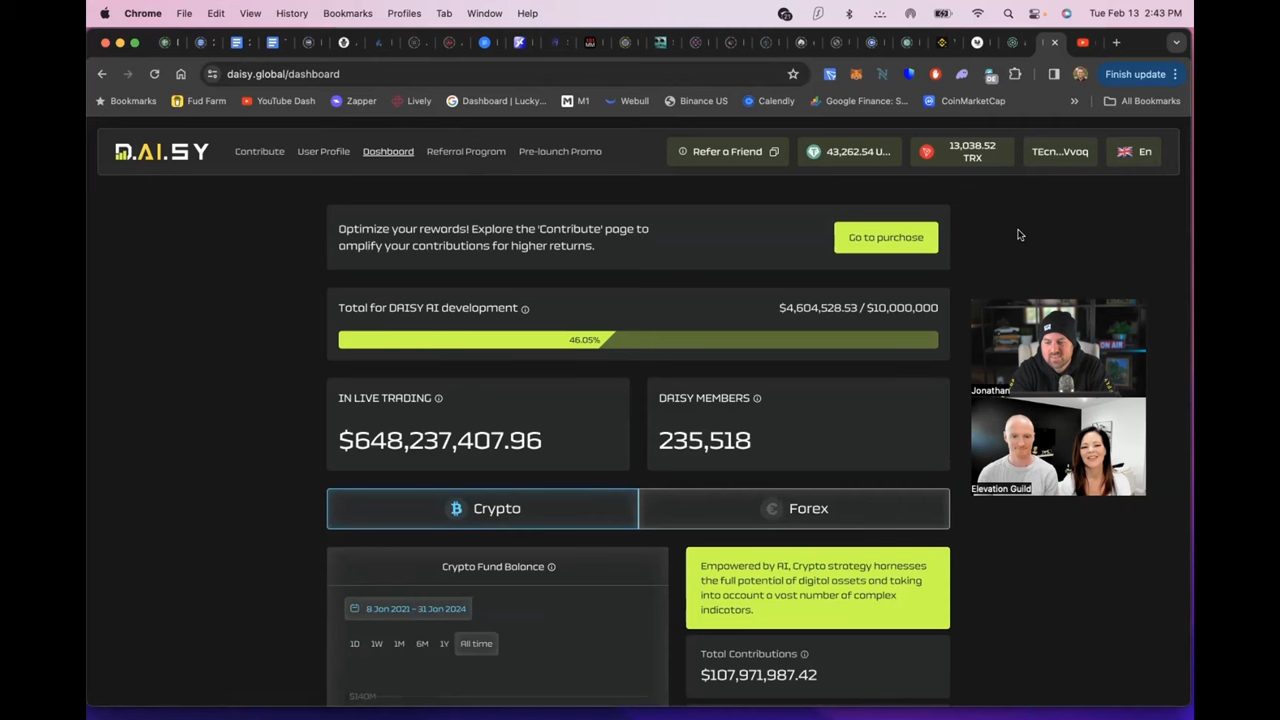 Chrome File Edit View History Bookmarks Profiles Tab Window Help Tue Feb 13 2:43 PM
daisy.global/dashboard Finish update
Bookmarks Fud Farm YouTube Dash Zapper Lively Dashboard | Lucky... M1 Webull Binance US Calendly Google Finance: S... CoinMarketCap » All Bookmarks
D.AI.SY Contribute User Profile Dashboard Referral Program Pre-launch Promo Refer a Friend 43,262.54 U... 13,038.52 TRX TEcn...Vvoq En
Optimize your rewards! Explore the 'Contribute' page to
amplify your contributions for higher returns.
Go to purchase
Total for DAISY AI development $4,604,528.53 / $10,000,000
46.05%
IN LIVE TRADING
$648,237,407.96
DAISY MEMBERS
235,518
ON AIR
Jonathan
Elevation Guild
Crypto Forex
Crypto Fund Balance
8 Jan 2021 – 31 Jan 2024
1D 1W 1M 6M 1Y All time
$140M
Empowered by AI, Crypto strategy harnesses
the full potential of digital assets and taking
into account a vast number of complex
indicators.
Total Contributions
$107,971,987.42